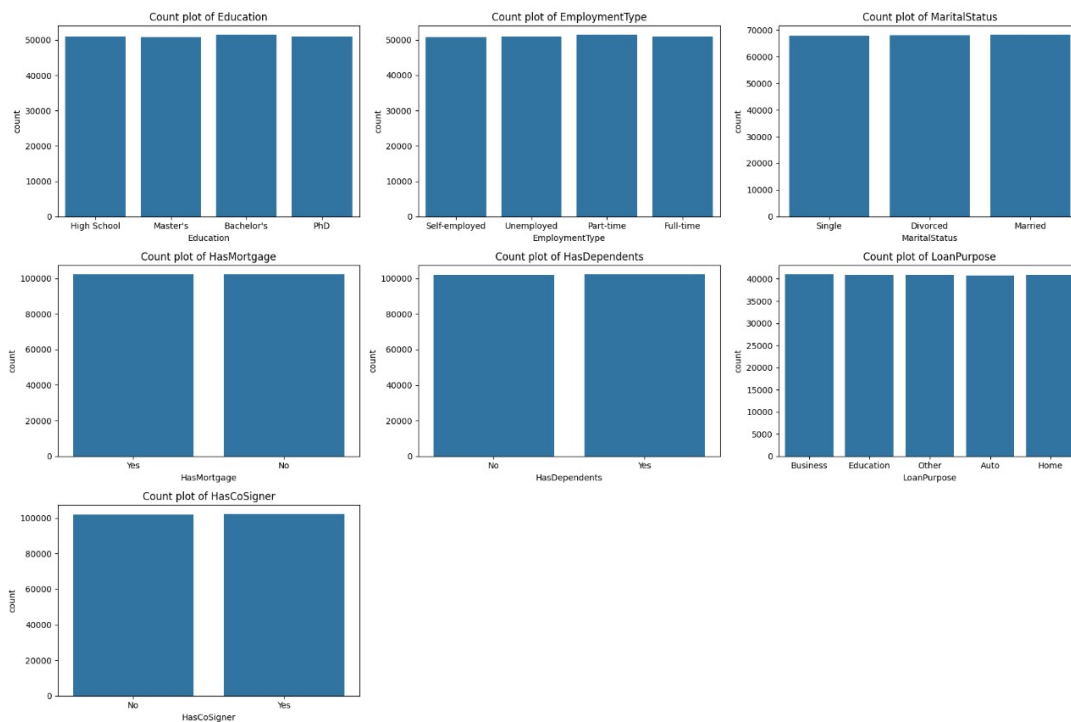 Count plot of Education
50000
40000
30000
20000
10000
0
count
High School Master's Bachelor's PhD
Education
Count plot of EmploymentType
50000
40000
30000
20000
10000
0
count
Self-employed Unemployed Part-time Full-time
EmploymentType
Count plot of MaritalStatus
70000
60000
50000
40000
30000
20000
10000
0
count
Single Divorced Married
MaritalStatus
Count plot of HasMortgage
100000
80000
60000
40000
20000
0
count
Yes No
HasMortgage
Count plot of HasDependents
100000
80000
60000
40000
20000
0
count
No Yes
HasDependents
Count plot of LoanPurpose
40000
35000
30000
25000
20000
15000
10000
5000
0
count
Business Education Other Auto Home
LoanPurpose
Count plot of HasCoSigner
100000
80000
60000
40000
20000
0
count
No Yes
HasCoSigner